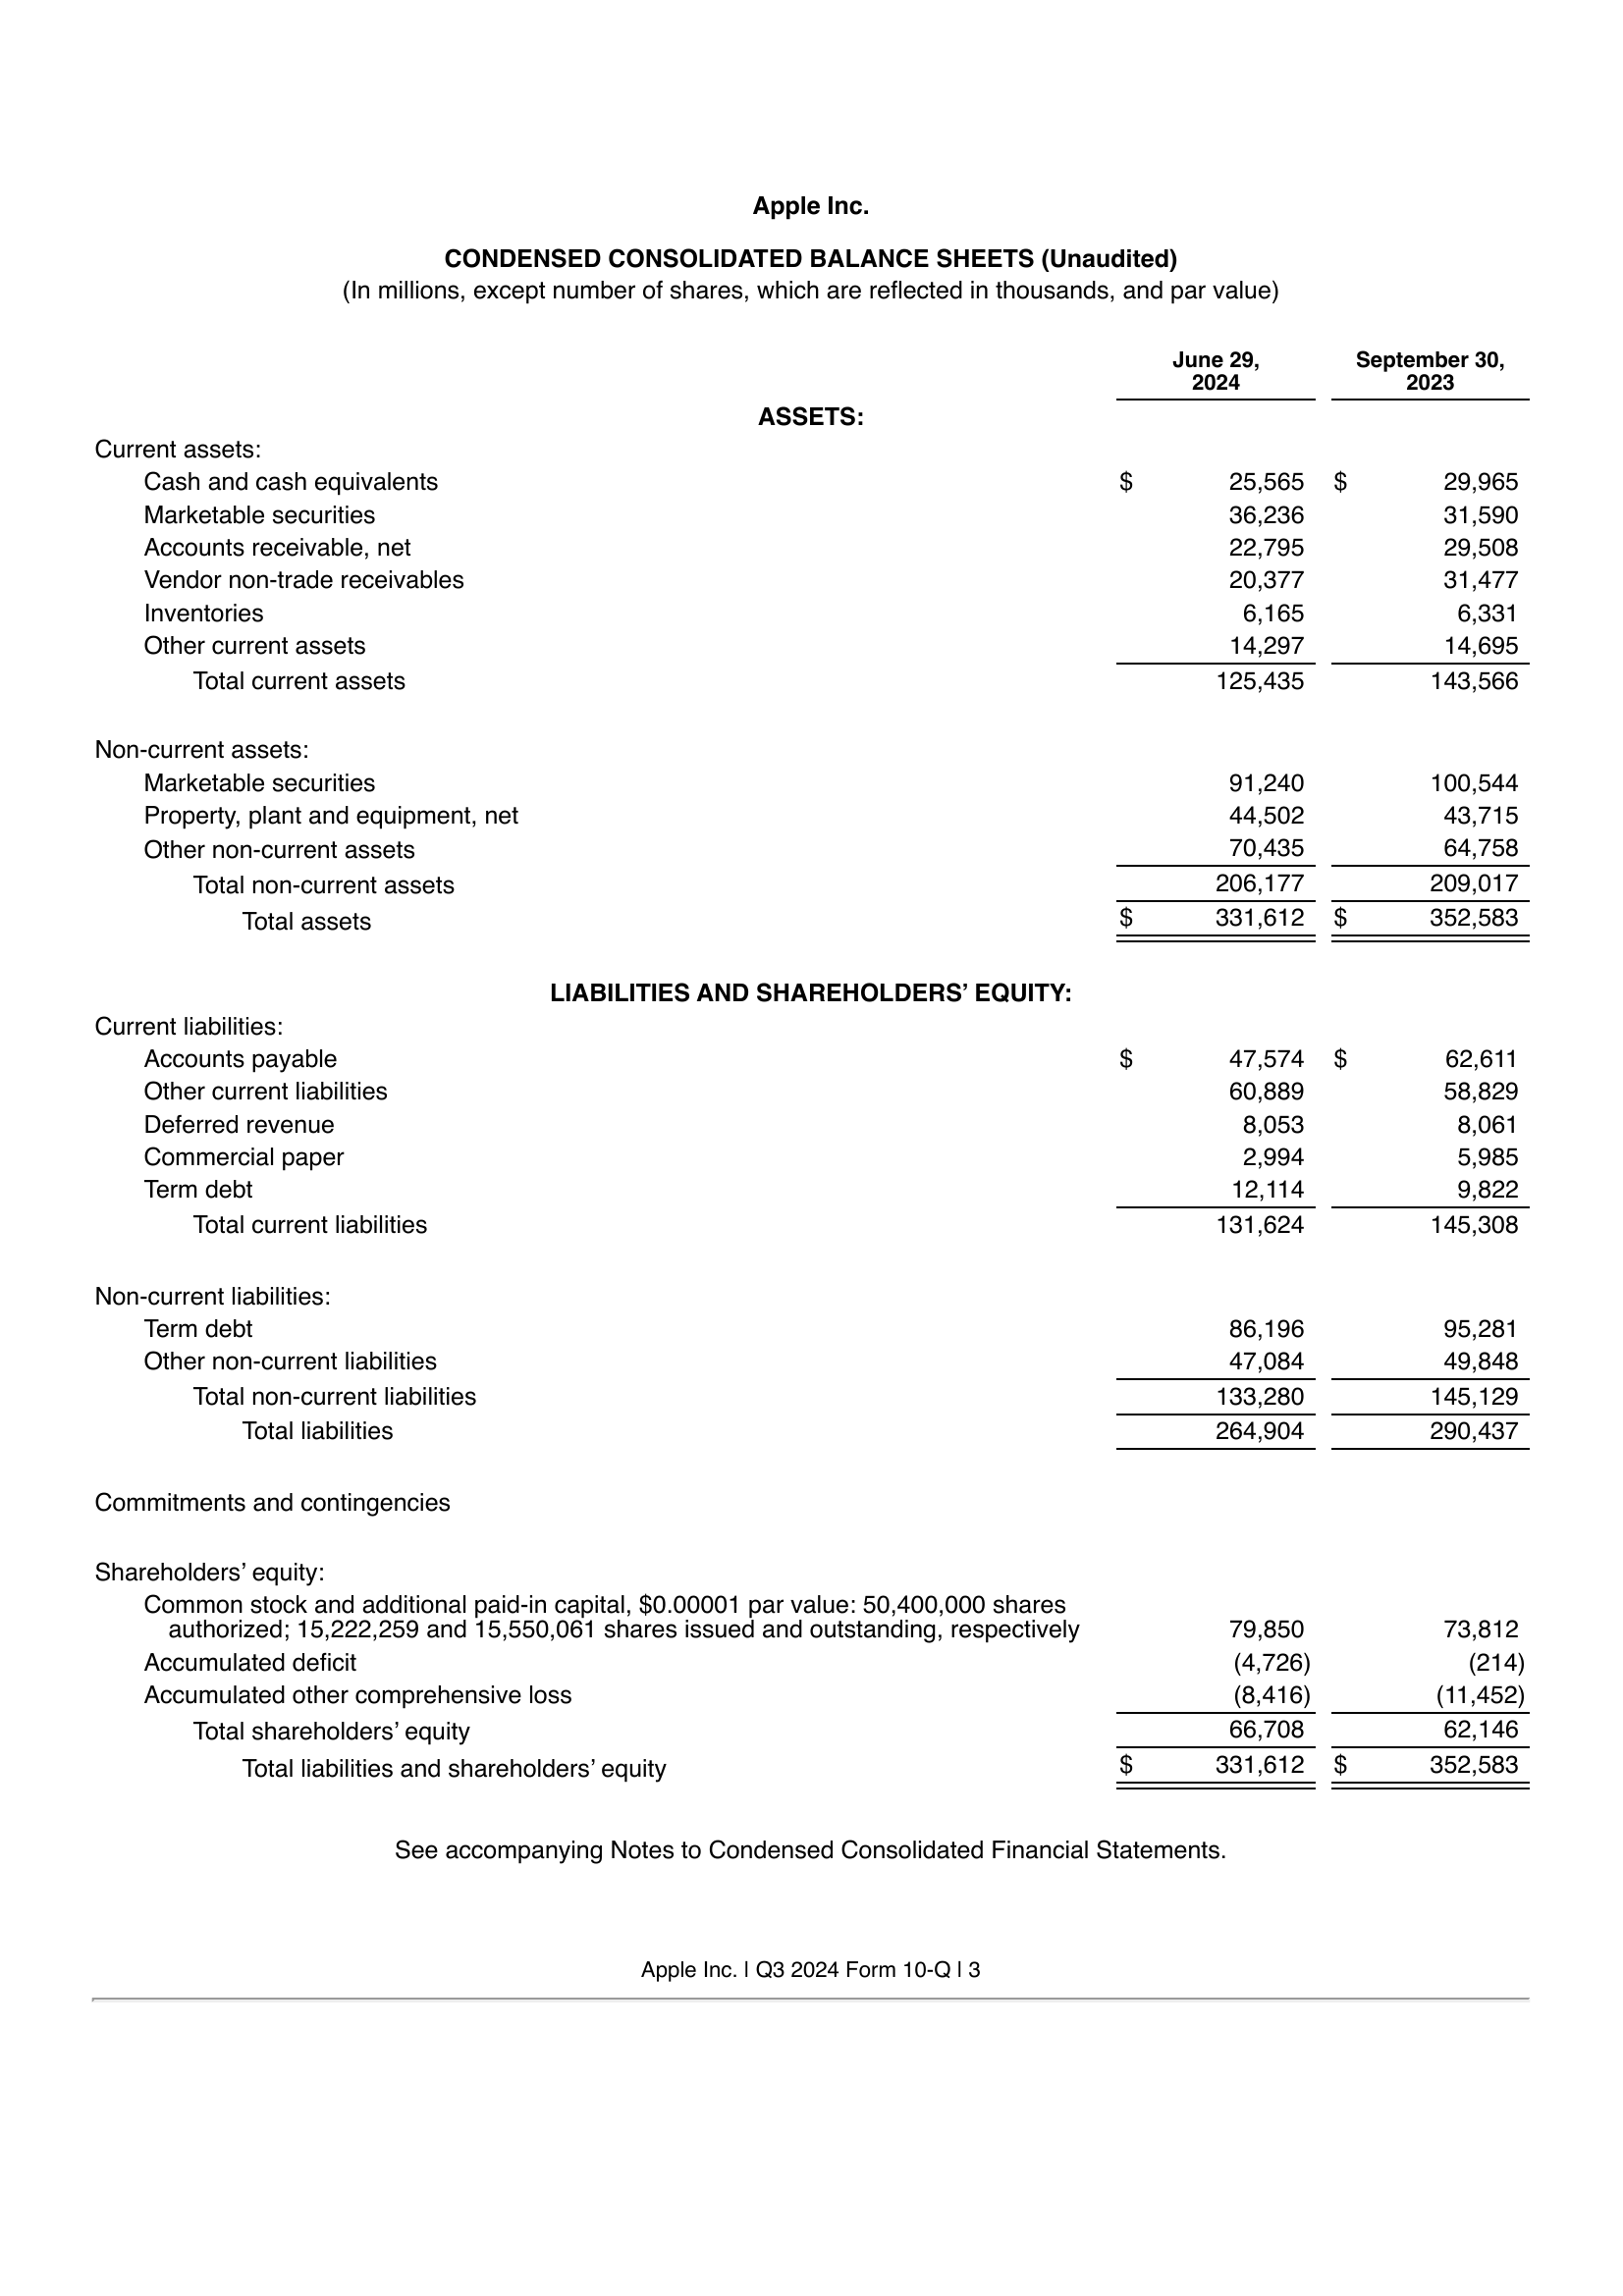 Apple Inc.
CONDENSED CONSOLIDATED BALANCE SHEETS (Unaudited)
(In millions, except number of shares, which are reflected in thousands, and par value)
June 29, 2024 September 30, 2023
ASSETS:
Current assets:
Cash and cash equivalents $ 25,565 $ 29,965
Marketable securities 36,236 31,590
Accounts receivable, net 22,795 29,508
Vendor non-trade receivables 20,377 31,477
Inventories 6,165 6,331
Other current assets 14,297 14,695
Total current assets 125,435 143,566
Non-current assets:
Marketable securities 91,240 100,544
Property, plant and equipment, net 44,502 43,715
Other non-current assets 70,435 64,758
Total non-current assets 206,177 209,017
Total assets $ 331,612 $ 352,583
LIABILITIES AND SHAREHOLDERS’ EQUITY:
Current liabilities:
Accounts payable $ 47,574 $ 62,611
Other current liabilities 60,889 58,829
Deferred revenue 8,053 8,061
Commercial paper 2,994 5,985
Term debt 12,114 9,822
Total current liabilities 131,624 145,308
Non-current liabilities:
Term debt 86,196 95,281
Other non-current liabilities 47,084 49,848
Total non-current liabilities 133,280 145,129
Total liabilities 264,904 290,437
Commitments and contingencies
Shareholders’ equity:
Common stock and additional paid-in capital, $0.00001 par value: 50,400,000 shares
authorized; 15,222,259 and 15,550,061 shares issued and outstanding, respectively 79,850 73,812
Accumulated deficit (4,726) (214)
Accumulated other comprehensive loss (8,416) (11,452)
Total shareholders’ equity 66,708 62,146
Total liabilities and shareholders’ equity $ 331,612 $ 352,583
See accompanying Notes to Condensed Consolidated Financial Statements.
Apple Inc. | Q3 2024 Form 10-Q | 3